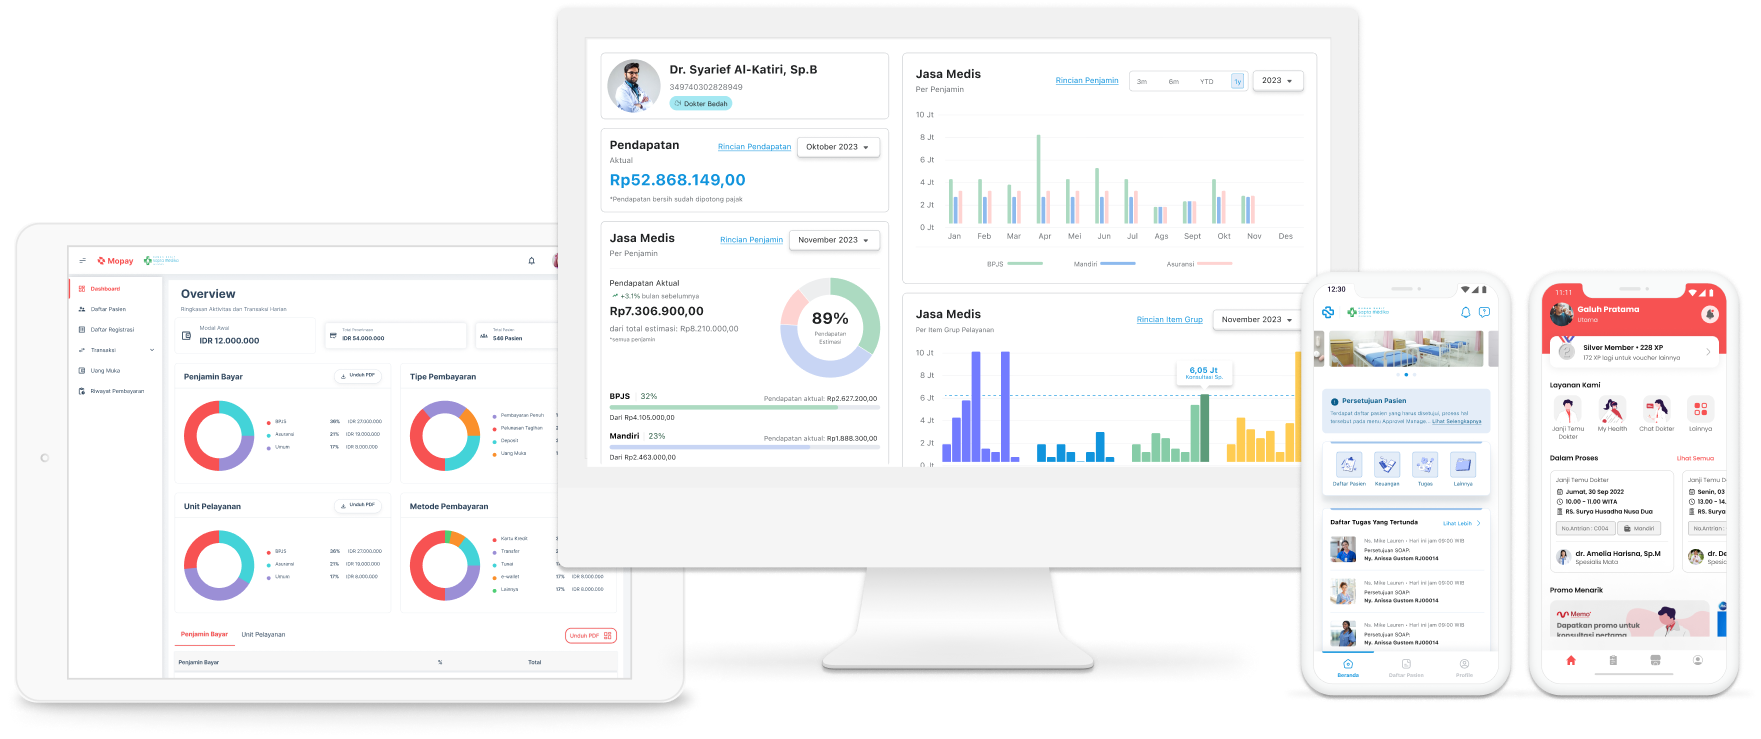 Mopay
Dashboard
Daftar Pasien
Daftar Registrasi
Transaksi
Uang Muka
Riwayat Pembayaran
Overview
Ringkasan Aktivitas dan Transaksi Harian
Modal Awal
IDR 12.000.000
Total Penerimaan
IDR 54.000.000
Total Pasien
546 Pasien
Penjamin Bayar
Unduh PDF
BPJS 36% IDR 27.000.000
Asuransi 21% IDR 19.000.000
Umum 17% IDR 8.000.000
Tipe Pembayaran
Pembayaran Penuh
Pelunasan Tagihan
Deposit
Uang Muka
Unit Pelayanan
Unduh PDF
BPJS 36% IDR 27.000.000
Asuransi 21% IDR 19.000.000
Umum 17% IDR 8.000.000
Metode Pembayaran
Kartu Kredit
Transfer
Tunai
e-wallet 17% IDR 8.000.000
Lainnya 17% IDR 8.000.000
Penjamin Bayar
Unit Pelayanan
Unduh PDF
Penjamin Bayar % Total
Dr. Syarief Al-Katiri, Sp.B
349740302828949
Dokter Bedah
Pendapatan
Rincian Pendapatan
Oktober 2023
Aktual
Rp52.868.149,00
*Pendapatan bersih sudah dipotong pajak
Jasa Medis
Rincian Penjamin
November 2023
Per Penjamin
Pendapatan Aktual
+3.1% bulan sebelumnya
Rp7.306.900,00
dari total estimasi: Rp8.210.000,00
*semua penjamin
89%
Pendapatan
Estimasi
BPJS 32% Pendapatan aktual: Rp2.627.200,00
Dari Rp4.105.000,00
Mandiri 23% Pendapatan aktual: Rp1.888.300,00
Dari Rp2.463.000,00
Jasa Medis
Rincian Penjamin
3m 6m YTD 1y
2023
Per Penjamin
10 Jt
8 Jt
6 Jt
4 Jt
2 Jt
0 Jt
Jan Feb Mar Apr Mei Jun Jul Ags Sept Okt Nov Des
BPJS Mandiri Asuransi
Jasa Medis
Rincian Item Grup
November 2023
Per Item Grup Pelayanan
10 Jt
8 Jt
6 Jt
4 Jt
2 Jt
0 Jt
6,05 Jt
Konsultasi Sp.
12:30
sapta medika
Persetujuan Pasien
Terdapat daftar pasien yang harus disetujui, proses ini
tersebut pada menu Approval Manage... Lihat Selengkapnya
Daftar Pasien Keuangan Tugas Lainnya
Daftar Tugas Yang Tertunda
Lihat Lebih
Ns. Mike Lauren • Hari ini jam 09:00 WIB
Persetujuan SOAP:
Ny. Anissa Gustom RJ00014
Ns. Mike Lauren • Hari ini jam 09:00 WIB
Persetujuan SOAP:
Ny. Anissa Gustom RJ00014
Ns. Mike Lauren • Hari ini jam 09:00 WIB
Persetujuan SOAP:
Ny. Anissa Gustom RJ00014
Beranda Daftar Pasien Profile
11:11
Galuh Pratama
Utama
Silver Member • 228 XP
172 XP lagi untuk voucher lainnya
Layanan Kami
Janji Temu
Dokter
My Health
Chat Dokter
Lainnya
Dalam Proses
Lihat Semua
Janji Temu Dokter
Jumat, 30 Sep 2022
10.00 - 11.00 WITA
RS. Surya Husadha Nusa Dua
No.Antrian : C004
Mandiri
dr. Amelia Harisna, Sp.M
Spesialis Mata
Janji Temu D
Senin, 03
13.00 - 14.
RS. Surya
No.Antrian
dr. De
Spesialis
Promo Menarik
Memo
Dapatkan promo untuk
konsultasi pertama